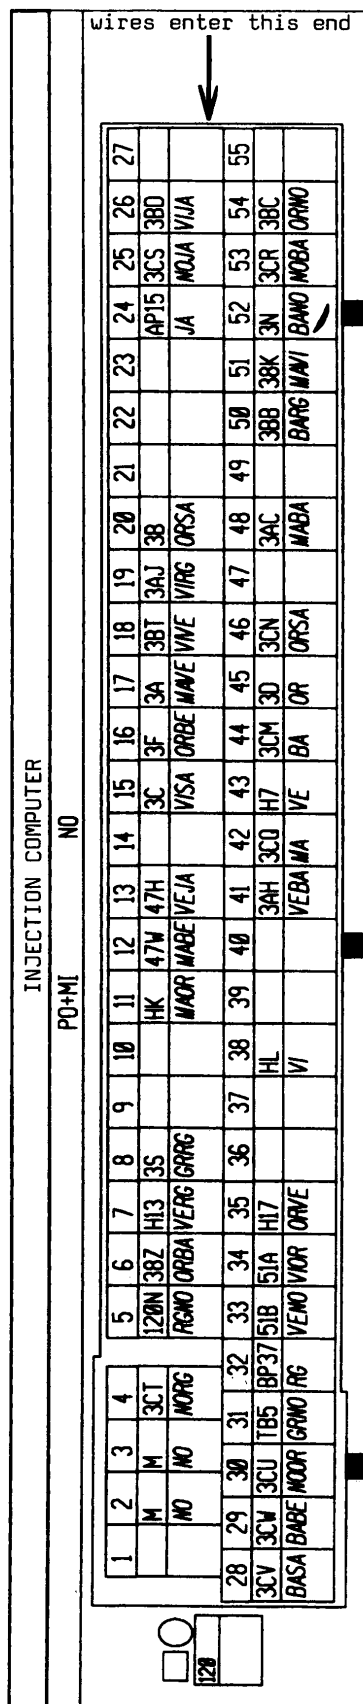 wires enter this end
INJECTION COMPUTER
PO+MI NO
1 2 3 4 5 6 7 8 9 10 11 12 13 14 15 16 17 18 19 20 21 22 23 24 25 26 27
M M 3CT 120N 3BZ H13 3S HK 47W 47H 3C 3F 3A 3BT 3AJ 3B AP15 3CS 3BD
NO NO NORG RGNO ORBA VERG GRRG MAOR MABE VEJA VISA ORBE MAVE VIVE VIRG ORSA JA NOJA VIJA
28 29 30 31 32 33 34 35 36 37 38 39 40 41 42 43 44 45 46 47 48 49 50 51 52 53 54 55
3CV 3CW 3CU TB5 BP37 51B 51A H17 HL 3AH 3CQ H7 3CM 3D 3CN 3AC 3BB 38K 3N 3CR 3BC
BASA BABE NOOR GRNO RG VENO VIOR ORVE VI VEBA MA VE BA OR ORSA MABA BARG MAVI BANO NOBA ORNO
120